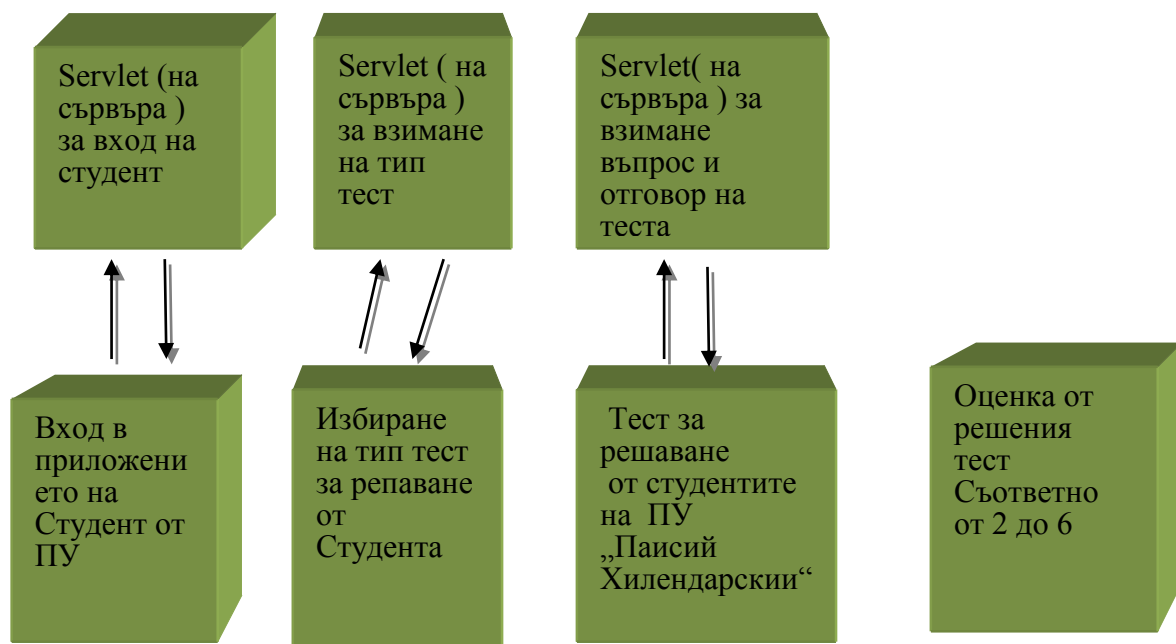 Servlet (на
сървъра )
за вход на
студент
Servlet ( на
сървъра )
за взимане
на тип
тест
Servlet( на
сървъра ) за
взимане
въпрос и
отговор на
теста
Вход в
приложени
ето на
Студент от
ПУ
Избиране
на тип тест
за репаване
от
Студента
Тест за
решаване
от студентите
на ПУ
„Паисий
Хилендарскии“
Оценка от
решения
тест
Съответно
от 2 до 6